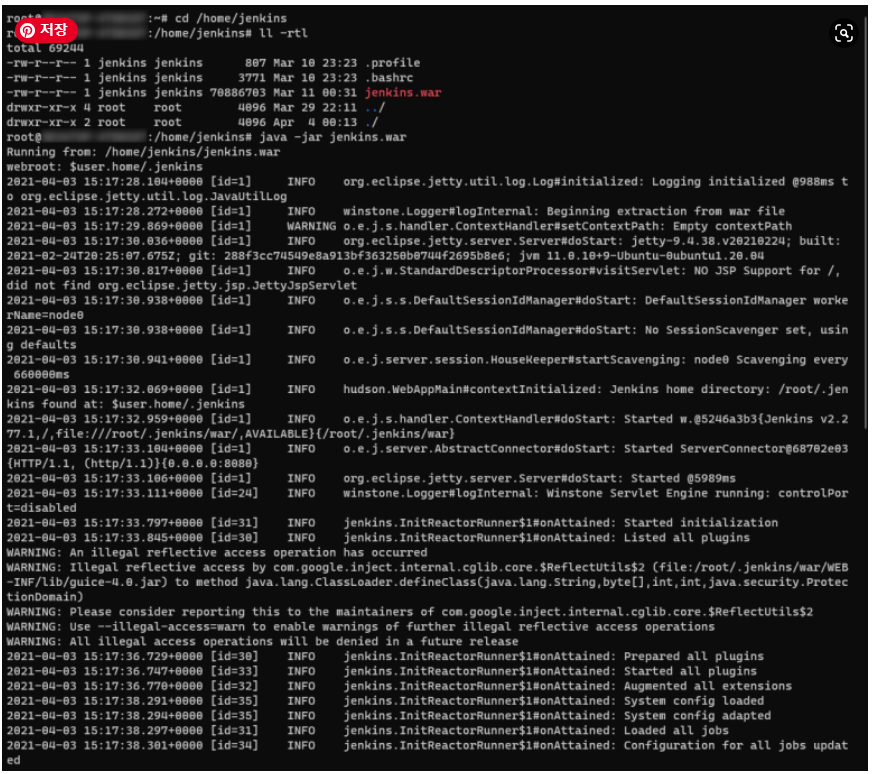 root@ :~# cd /home/jenkins
저장
:/home/jenkins# ll -rtl
total 69244
-rw-r--r-- 1 jenkins jenkins 807 Mar 10 23:23 .profile
-rw-r--r-- 1 jenkins jenkins 3771 Mar 10 23:23 .bashrc
-rw-r--r-- 1 jenkins jenkins 70886703 Mar 11 00:31 jenkins.war
drwxr-xr-x 4 root root 4096 Mar 29 22:11 ../
drwxr-xr-x 2 root root 4096 Apr 4 00:13 ./
root@ :/home/jenkins# java -jar jenkins.war
Running from: /home/jenkins/jenkins.war
webroot: $user.home/.jenkins
2021-04-03 15:17:28.104+0000 [id=1] INFO org.eclipse.jetty.util.log.Log#initialized: Logging initialized @988ms t
o org.eclipse.jetty.util.log.JavaUtilLog
2021-04-03 15:17:28.272+0000 [id=1] INFO winstone.Logger#logInternal: Beginning extraction from war file
2021-04-03 15:17:29.869+0000 [id=1] WARNING o.e.j.s.handler.ContextHandler#setContextPath: Empty contextPath
2021-04-03 15:17:30.036+0000 [id=1] INFO org.eclipse.jetty.server.Server#doStart: jetty-9.4.38.v20210224; built:
2021-02-24T20:25:07.675Z; git: 288f3cc74549e8a913bf363250b0744f2695b8e6; jvm 11.0.10+9-Ubuntu-0ubuntu1.20.04
2021-04-03 15:17:30.817+0000 [id=1] INFO o.e.j.w.StandardDescriptorProcessor#visitServlet: NO JSP Support for /,
did not find org.eclipse.jetty.jsp.JettyJspServlet
2021-04-03 15:17:30.938+0000 [id=1] INFO o.e.j.s.s.DefaultSessionIdManager#doStart: DefaultSessionIdManager worke
rName=node0
2021-04-03 15:17:30.938+0000 [id=1] INFO o.e.j.s.s.DefaultSessionIdManager#doStart: No SessionScavenger set, usin
g defaults
2021-04-03 15:17:30.941+0000 [id=1] INFO o.e.j.server.session.HouseKeeper#startScavenging: node0 Scavenging every
660000ms
2021-04-03 15:17:32.069+0000 [id=1] INFO hudson.WebAppMain#contextInitialized: Jenkins home directory: /root/.jen
kins found at: $user.home/.jenkins
2021-04-03 15:17:32.959+0000 [id=1] INFO o.e.j.s.handler.ContextHandler#doStart: Started w.@5246a3b3{Jenkins v2.2
77.1,/,file:///root/.jenkins/war/,AVAILABLE}{/root/.jenkins/war}
2021-04-03 15:17:33.104+0000 [id=1] INFO o.e.j.server.AbstractConnector#doStart: Started ServerConnector@68702e03
{HTTP/1.1, (http/1.1)}{0.0.0.0:8080}
2021-04-03 15:17:33.106+0000 [id=1] INFO org.eclipse.jetty.server.Server#doStart: Started @5989ms
2021-04-03 15:17:33.111+0000 [id=24] INFO winstone.Logger#logInternal: Winstone Servlet Engine running: controlPor
t=disabled
2021-04-03 15:17:33.797+0000 [id=31] INFO jenkins.InitReactorRunner$1#onAttained: Started initialization
2021-04-03 15:17:33.845+0000 [id=30] INFO jenkins.InitReactorRunner$1#onAttained: Listed all plugins
WARNING: An illegal reflective access operation has occurred
WARNING: Illegal reflective access by com.google.inject.internal.cglib.core.$ReflectUtils$2 (file:/root/.jenkins/war/WEB
-INF/lib/guice-4.0.jar) to method java.lang.ClassLoader.defineClass(java.lang.String,byte[],int,int,java.security.Protec
tionDomain)
WARNING: Please consider reporting this to the maintainers of com.google.inject.internal.cglib.core.$ReflectUtils$2
WARNING: Use --illegal-access=warn to enable warnings of further illegal reflective access operations
WARNING: All illegal access operations will be denied in a future release
2021-04-03 15:17:36.729+0000 [id=30] INFO jenkins.InitReactorRunner$1#onAttained: Prepared all plugins
2021-04-03 15:17:36.747+0000 [id=33] INFO jenkins.InitReactorRunner$1#onAttained: Started all plugins
2021-04-03 15:17:36.770+0000 [id=32] INFO jenkins.InitReactorRunner$1#onAttained: Augmented all extensions
2021-04-03 15:17:38.291+0000 [id=35] INFO jenkins.InitReactorRunner$1#onAttained: System config loaded
2021-04-03 15:17:38.294+0000 [id=35] INFO jenkins.InitReactorRunner$1#onAttained: System config adapted
2021-04-03 15:17:38.297+0000 [id=31] INFO jenkins.InitReactorRunner$1#onAttained: Loaded all jobs
2021-04-03 15:17:38.301+0000 [id=34] INFO jenkins.InitReactorRunner$1#onAttained: Configuration for all jobs updat
ed